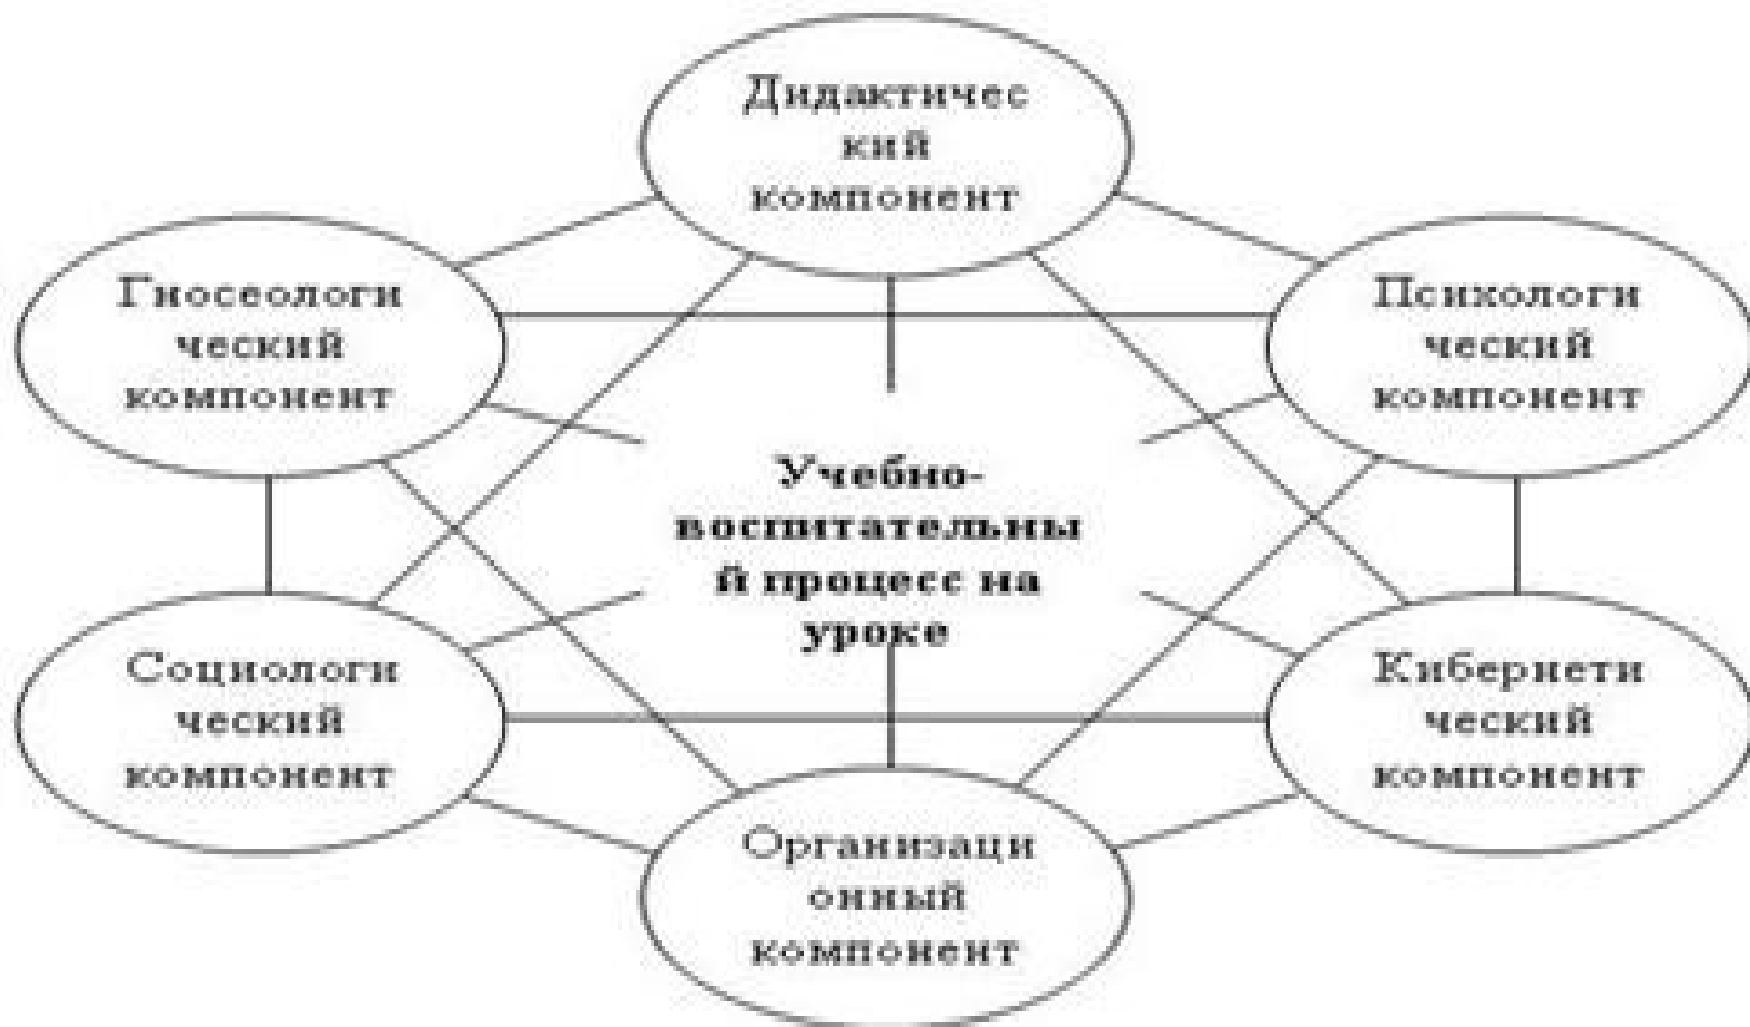 Дидактичес
кий
компонент
Гносеологи
ческий
компонент
Психологи
ческий
компонент
Учебно-
воспитательны
й процесс на
уроке
Социологи
ческий
компонент
Кибернети
ческий
компонент
Организаци
онный
компонент